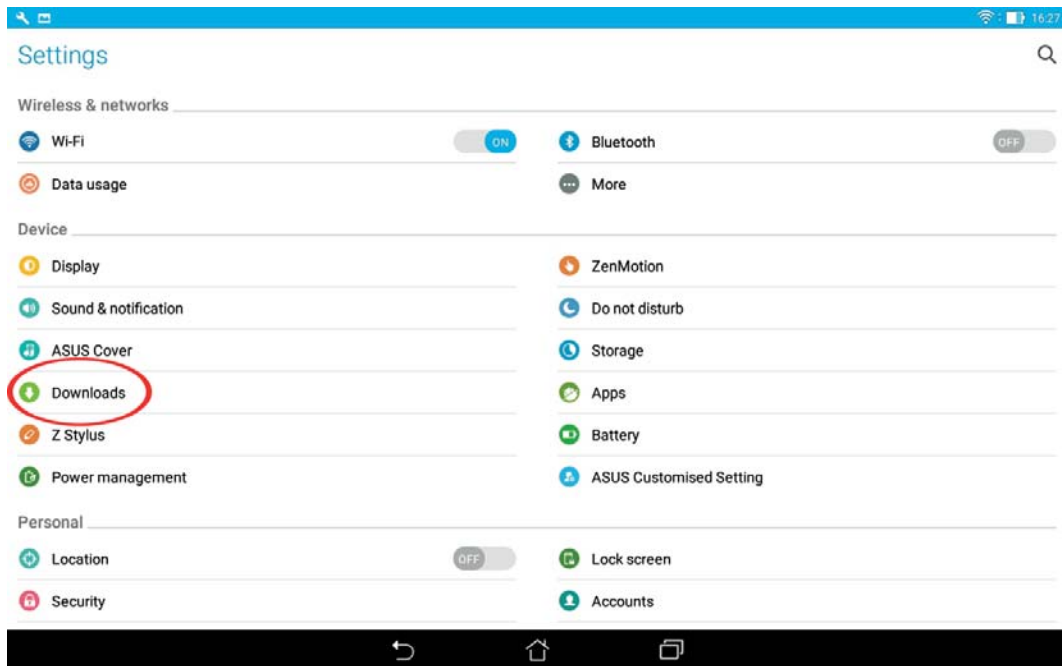 16:27
Settings
Wireless & networks
Wi-Fi ON Bluetooth OFF
Data usage More
Device
Display ZenMotion
Sound & notification Do not disturb
ASUS Cover Storage
Downloads Apps
Z Stylus Battery
Power management ASUS Customised Setting
Personal
Location OFF Lock screen
Security Accounts